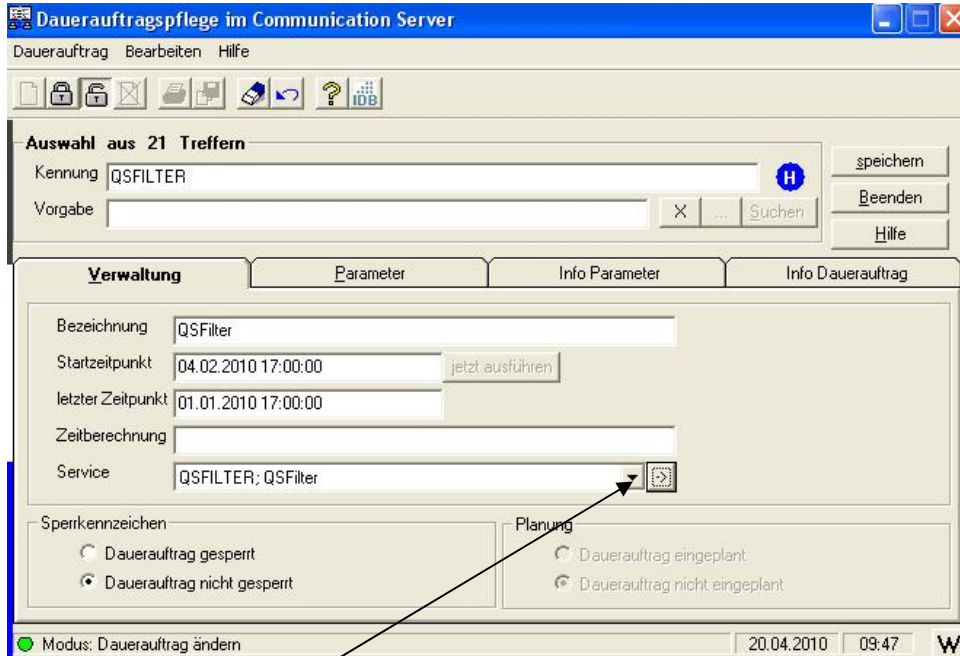 Dauerauftragspflege im Communication Server
Dauerauftrag Bearbeiten Hilfe
IDB
Auswahl aus 21 Treffern
Kennung QSFILTER H
speichern
Vorgabe X ... Suchen
Beenden
Hilfe
Verwaltung Parameter Info Parameter Info Dauerauftrag
Bezeichnung QSFilter
Startzeitpunkt 04.02.2010 17:00:00 jetzt ausführen
letzter Zeitpunkt 01.01.2010 17:00:00
Zeitberechnung
Service QSFILTER; QSFilter ->
Sperrkennzeichen Planung
Dauerauftrag gesperrt Dauerauftrag eingeplant
Dauerauftrag nicht gesperrt Dauerauftrag nicht eingeplant
Modus: Dauerauftrag ändern 20.04.2010 09:47 W